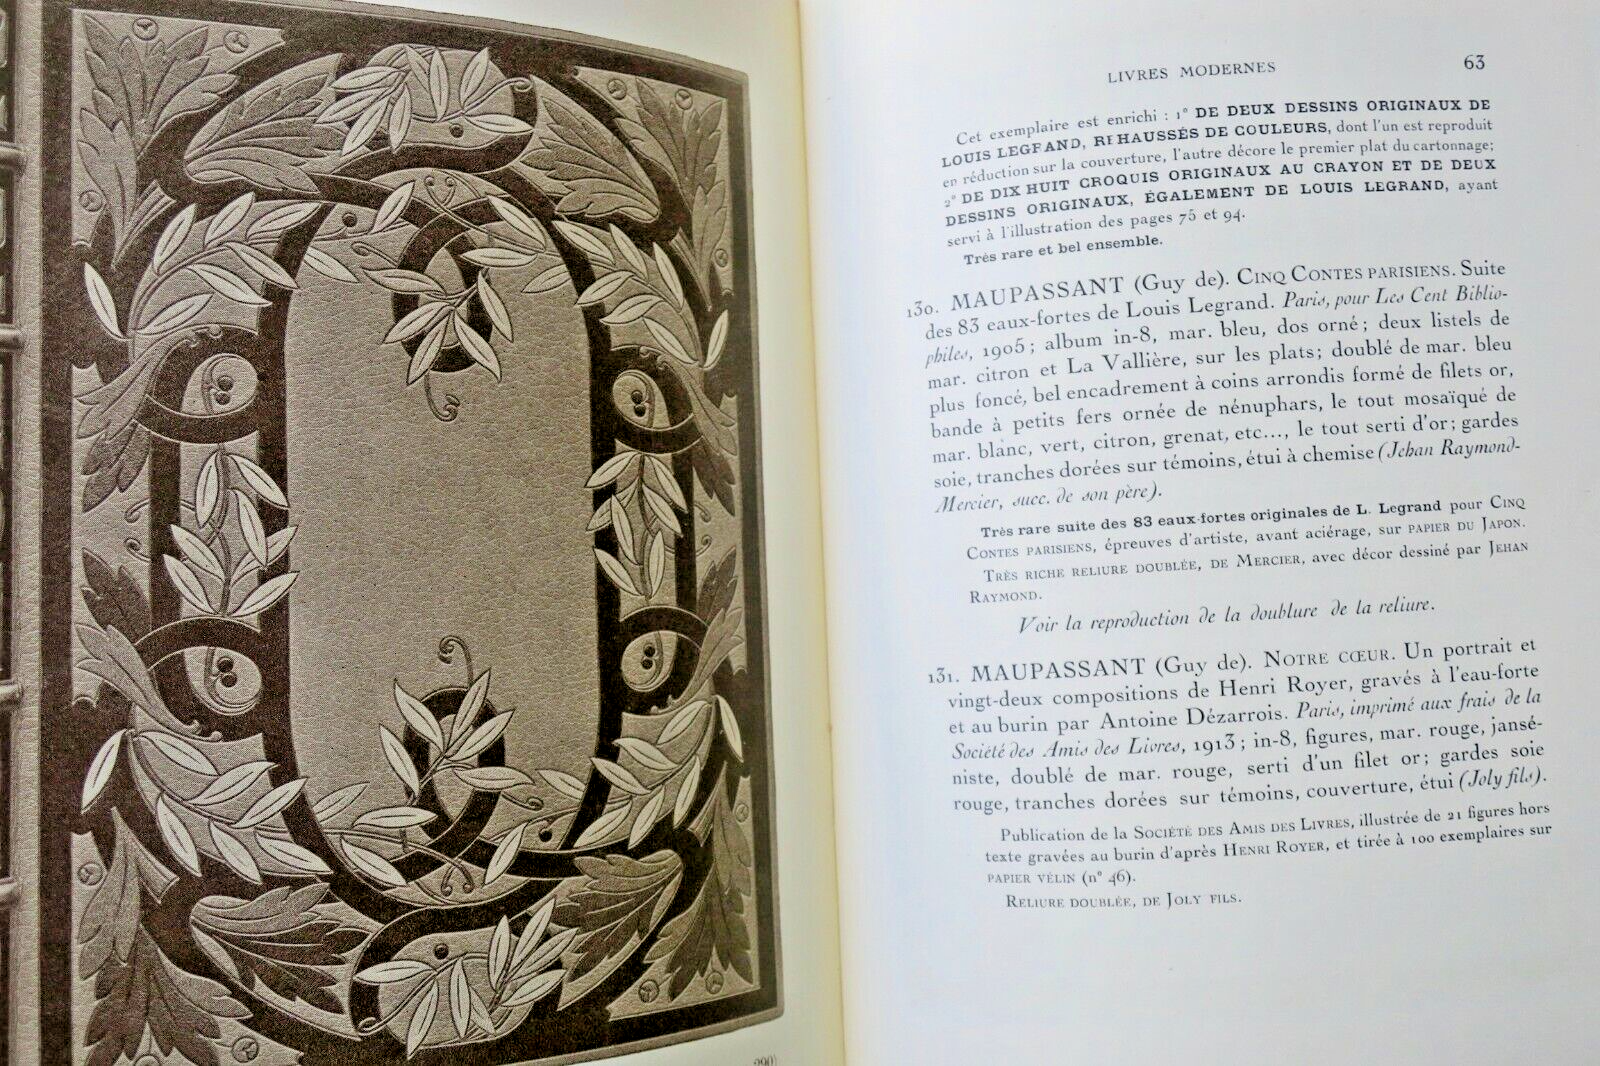 LIVRES MODERNES 63
Cet exemplaire est enrichi : 1° DE DEUX DESSINS ORIGINAUX DE
LOUIS LEGRAND, REHAUSSÉS DE COULEURS, dont l'un est reproduit
en réduction sur la couverture, l'autre décore le premier plat du cartonnage;
2° DE DIX HUIT CROQUIS ORIGINAUX AU CRAYON ET DE DEUX
DESSINS ORIGINAUX, ÉGALEMENT DE LOUIS LEGRAND, ayant
servi à l'illustration des pages 75 et 94.
Très rare et bel ensemble.
130. MAUPASSANT (Guy de). CINQ CONTES PARISIENS. Suite
des 83 eaux-fortes de Louis Legrand. Paris, pour Les Cent Biblio-
philes, 1905; album in-8, mar. bleu, dos orné; deux listels de
mar. citron et La Vallière, sur les plats; doublé de mar. bleu
plus foncé, bel encadrement à coins arrondis formé de filets or,
bande à petits fers ornée de nénuphars, le tout mosaïqué de
mar. blanc, vert, citron, grenat, etc..., le tout serti d'or; gardes
soie, tranches dorées sur témoins, étui à chemise (Jehan Raymond-
Mercier, succ. de son père).
Très rare suite des 83 eaux-fortes originales de L. Legrand pour CINQ
CONTES PARISIENS, épreuves d'artiste, avant aciérage, sur PAPIER DU JAPON.
TRÈS RICHE RELIURE DOUBLÉE, DE MERCIER, avec décor dessiné par JEHAN
RAYMOND.
Voir la reproduction de la doublure de la reliure.
131. MAUPASSANT (Guy de). NOTRE CŒUR. Un portrait et
vingt-deux compositions de Henri Royer, gravés à l'eau-forte
et au burin par Antoine Dézarrois. Paris, imprimé aux frais de la
Société des Amis des Livres, 1913; in-8, figures, mar. rouge, jansé-
niste, doublé de mar. rouge, serti d'un filet or; gardes soie
rouge, tranches dorées sur témoins, couverture, étui (Joly fils).
Publication de la SOCIÉTÉ DES AMIS DES LIVRES, illustrée de 21 figures hors
texte gravées au burin d'après HENRI ROYER, et tirée à 100 exemplaires sur
PAPIER VÉLIN (n° 46).
RELIURE DOUBLÉE, DE JOLY FILS.